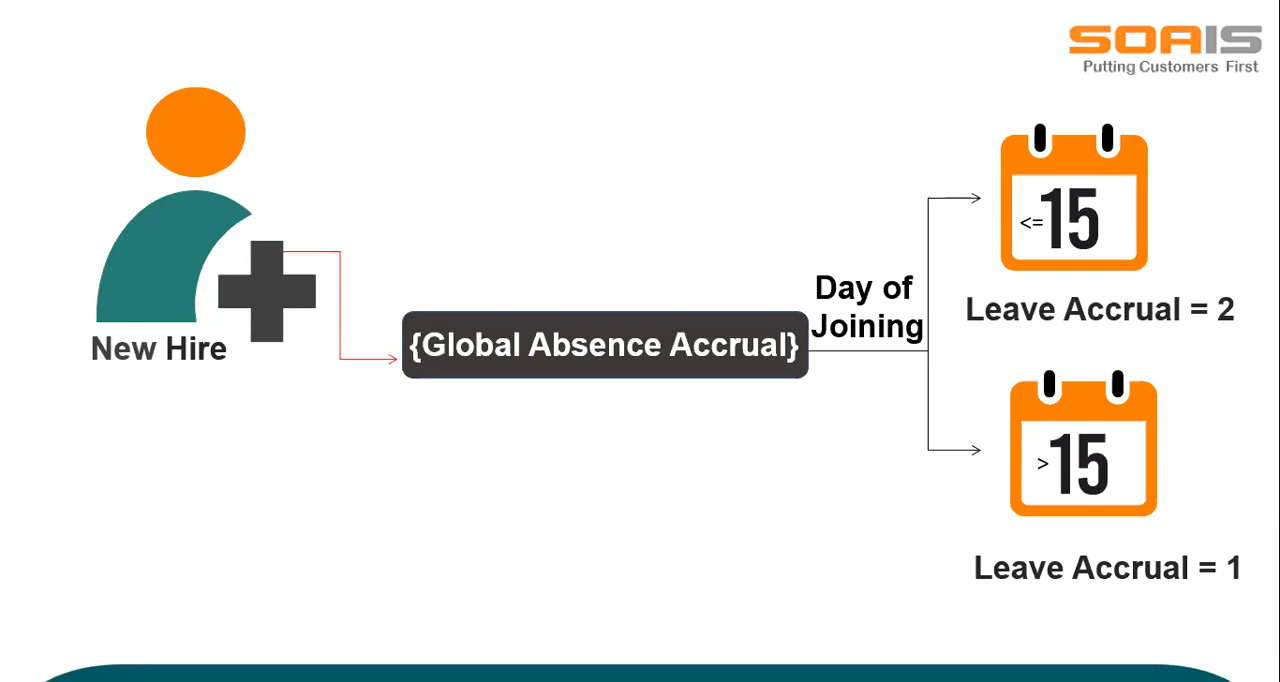 SOAIS
Putting Customers First
New Hire
{Global Absence Accrual}
Day of
Joining
<=15
Leave Accrual = 2
>15
Leave Accrual = 1